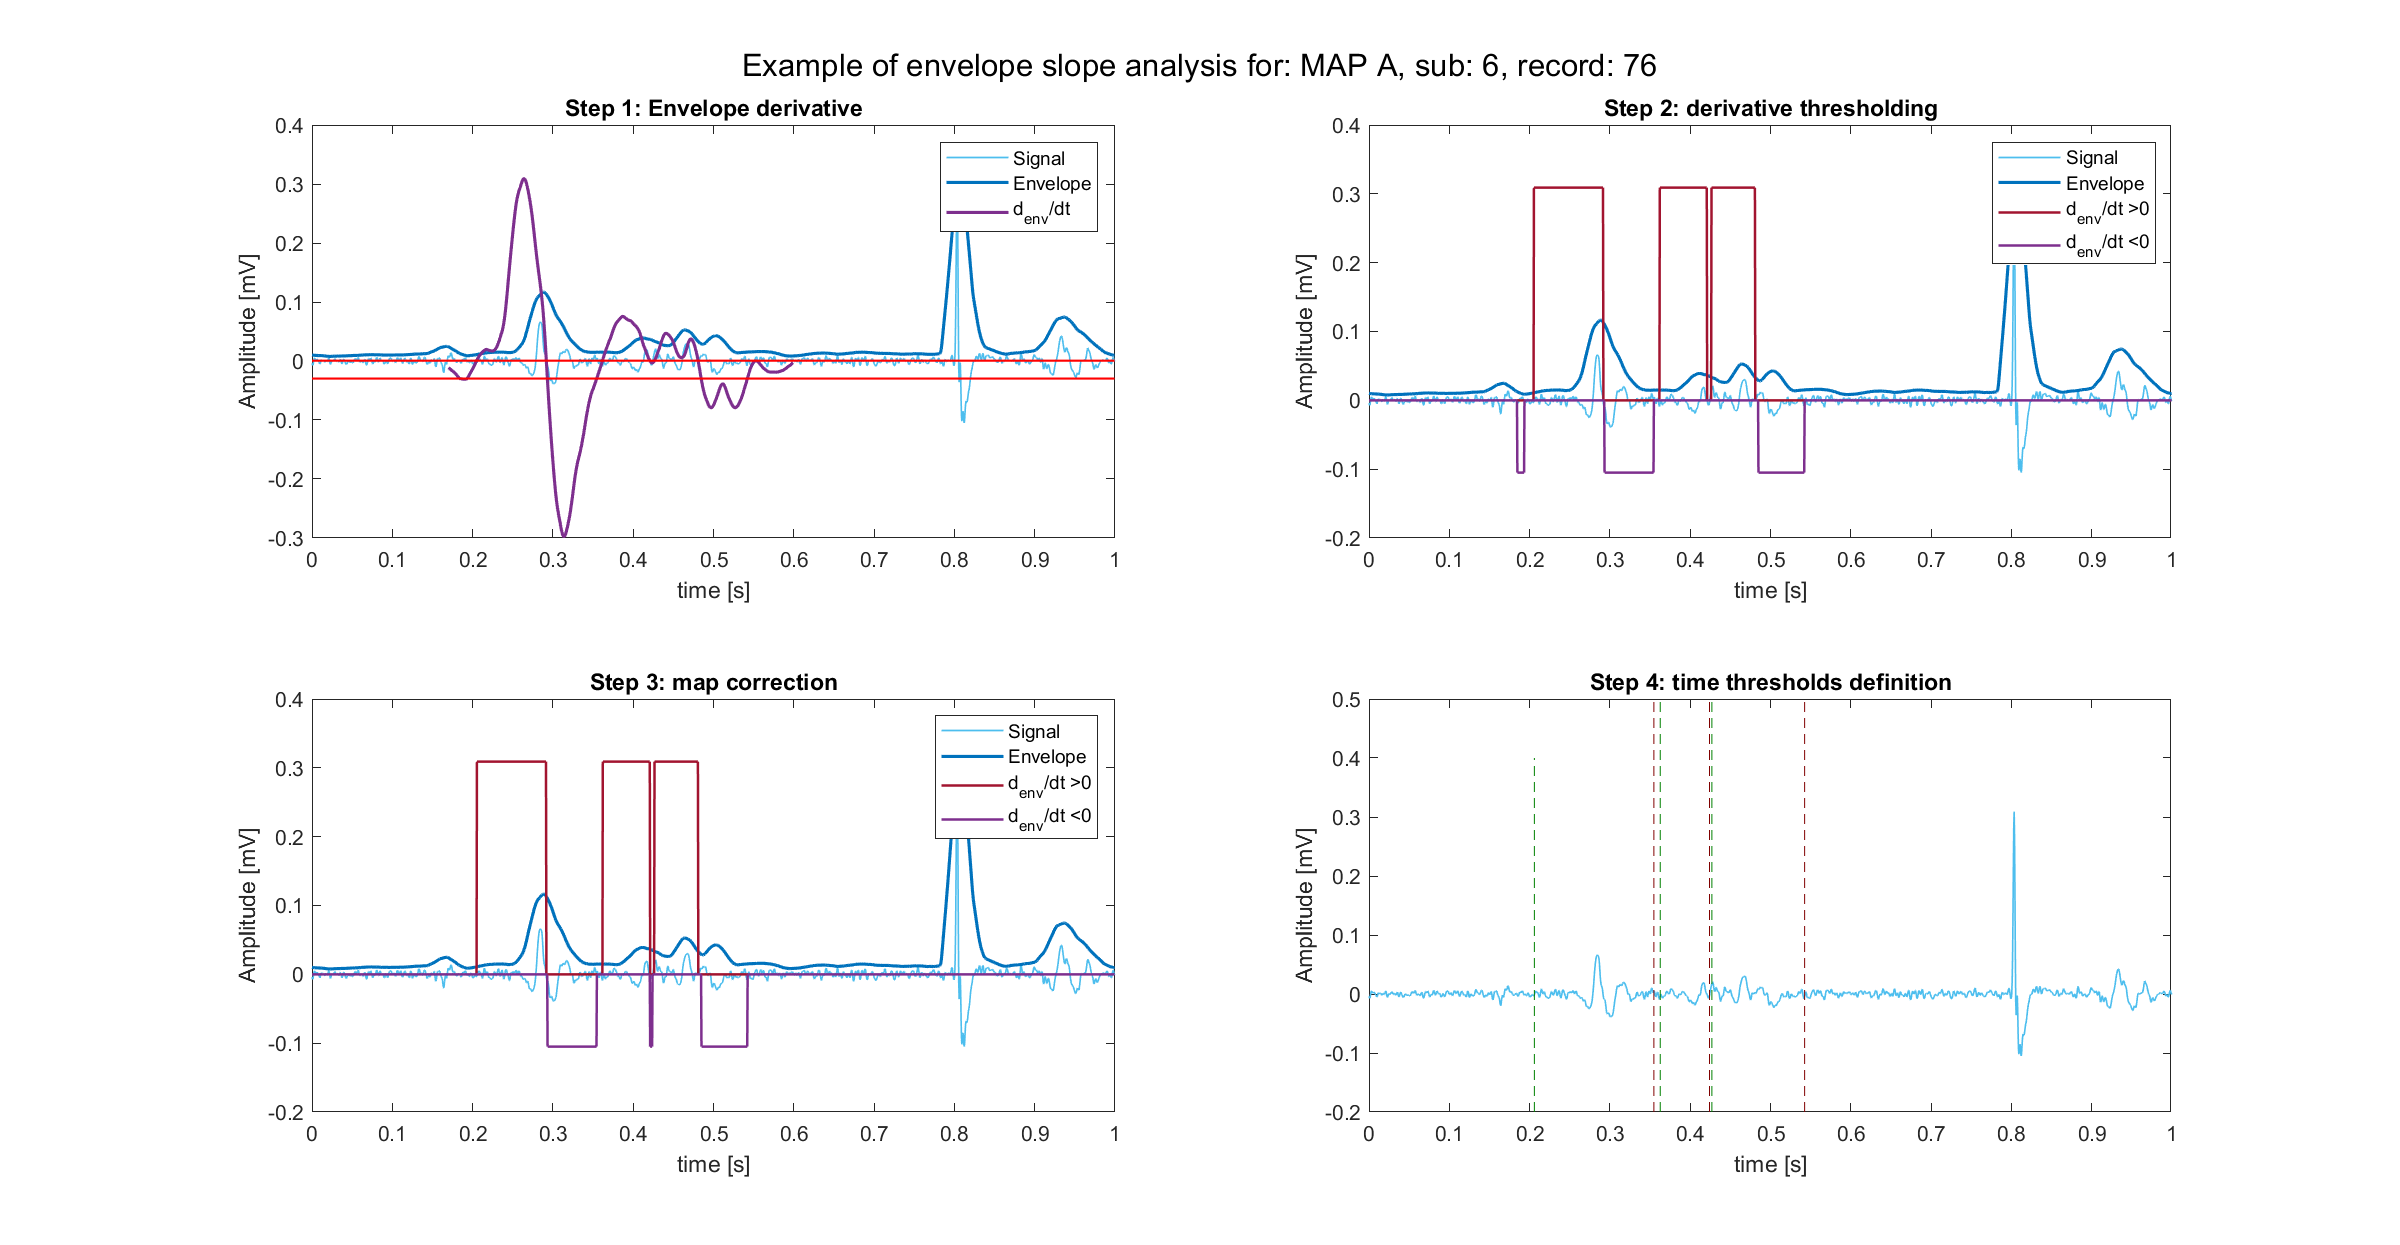 Example of envelope slope analysis for: MAP A, sub: 6, record: 76
Step 1: Envelope derivative
0.4
0.3
0.2
0.1
0
-0.1
-0.2
-0.3
Amplitude [mV]
0 0.1 0.2 0.3 0.4 0.5 0.6 0.7 0.8 0.9 1
time [s]
Signal
Envelope
d_env/dt
Step 2: derivative thresholding
0.4
0.3
0.2
0.1
0
-0.1
-0.2
Amplitude [mV]
0 0.1 0.2 0.3 0.4 0.5 0.6 0.7 0.8 0.9 1
time [s]
Signal
Envelope
d_env/dt >0
d_env/dt <0
Step 3: map correction
0.4
0.3
0.2
0.1
0
-0.1
-0.2
Amplitude [mV]
0 0.1 0.2 0.3 0.4 0.5 0.6 0.7 0.8 0.9 1
time [s]
Signal
Envelope
d_env/dt >0
d_env/dt <0
Step 4: time thresholds definition
0.5
0.4
0.3
0.2
0.1
0
-0.1
-0.2
Amplitude [mV]
0 0.1 0.2 0.3 0.4 0.5 0.6 0.7 0.8 0.9 1
time [s]